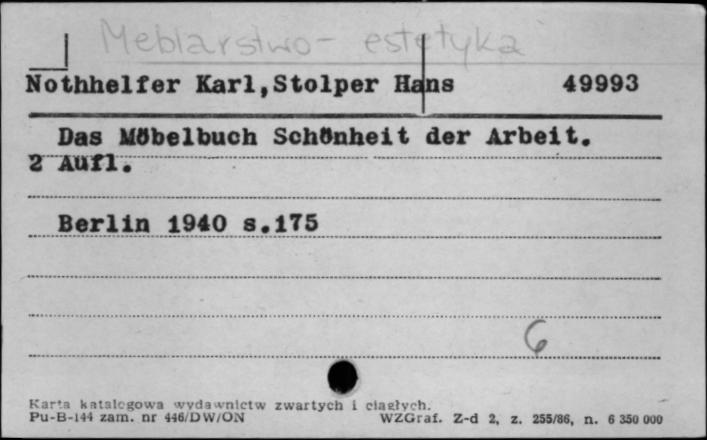 Meblarstwo - estetyka
Nothhelfer Karl,Stolper Hans 49993
Das Möbelbuch Schönheit der Arbeit.
2 Aufl.
Berlin 1940 s.175
6
Karta katalogowa wydawnictw zwartych i ciągłych.
Pu-B-144 zam. nr 446/DW/ON WZGraf. Z-d 2, z. 255/86, n. 6 350 000